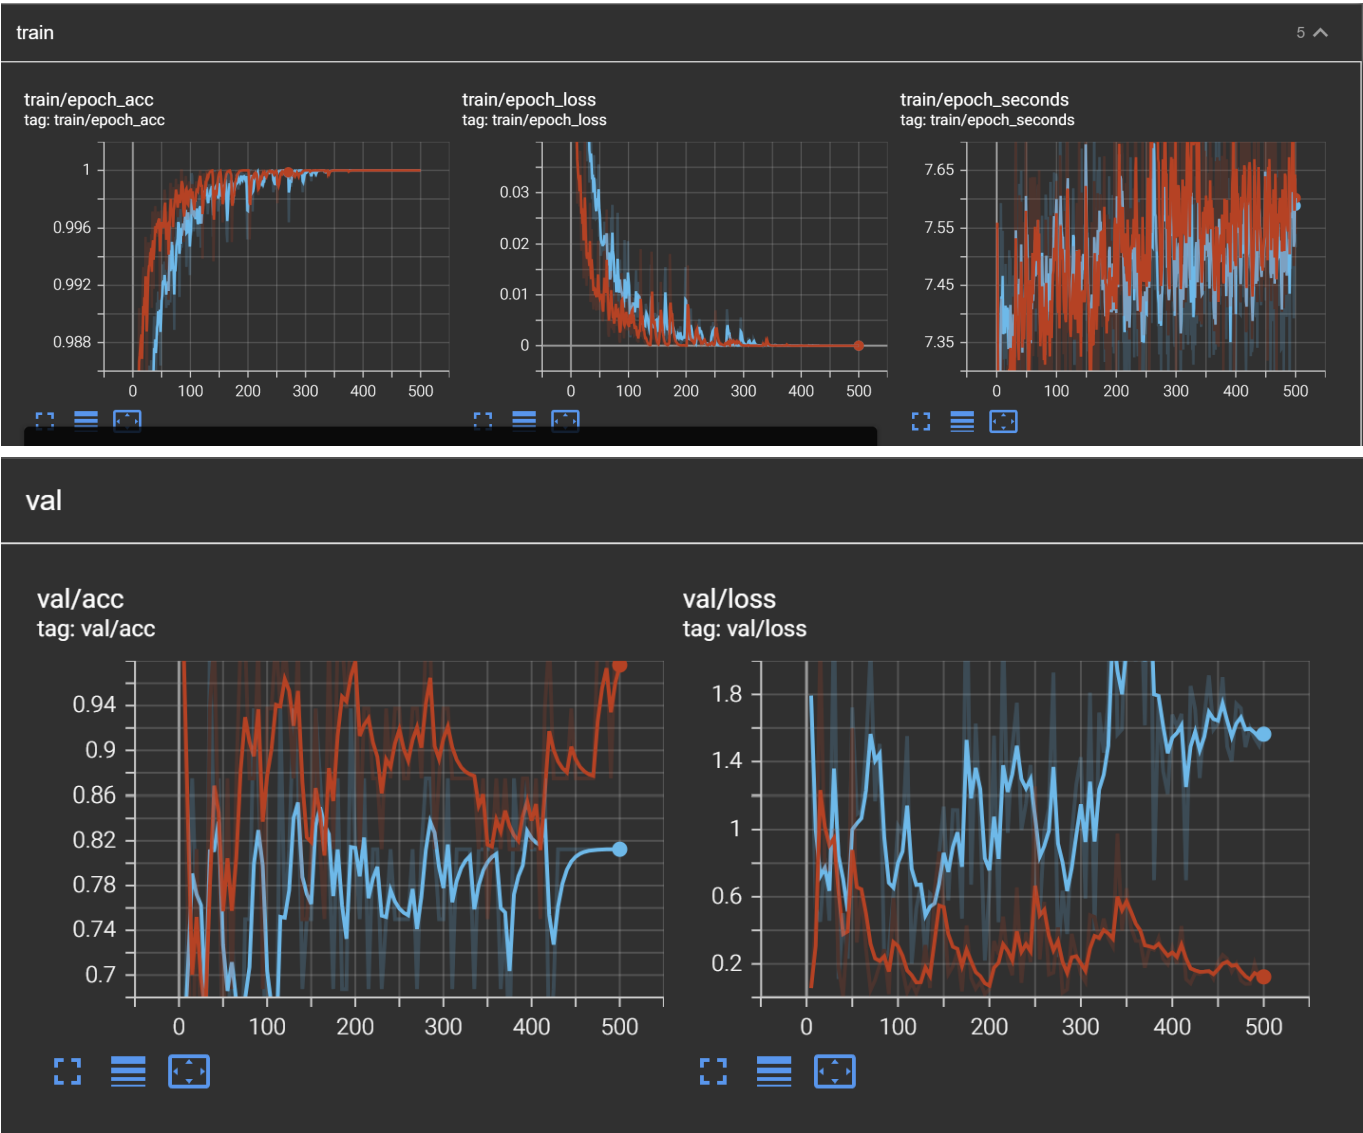 train
5
train/epoch_acc
tag: train/epoch_acc
1
0.996
0.992
0.988
0 100 200 300 400 500
train/epoch_loss
tag: train/epoch_loss
0.03
0.02
0.01
0
0 100 200 300 400 500
train/epoch_seconds
tag: train/epoch_seconds
7.65
7.55
7.45
7.35
0 100 200 300 400 500
val
val/acc
tag: val/acc
0.94
0.9
0.86
0.82
0.78
0.74
0.7
0 100 200 300 400 500
val/loss
tag: val/loss
1.8
1.4
1
0.6
0.2
0 100 200 300 400 500